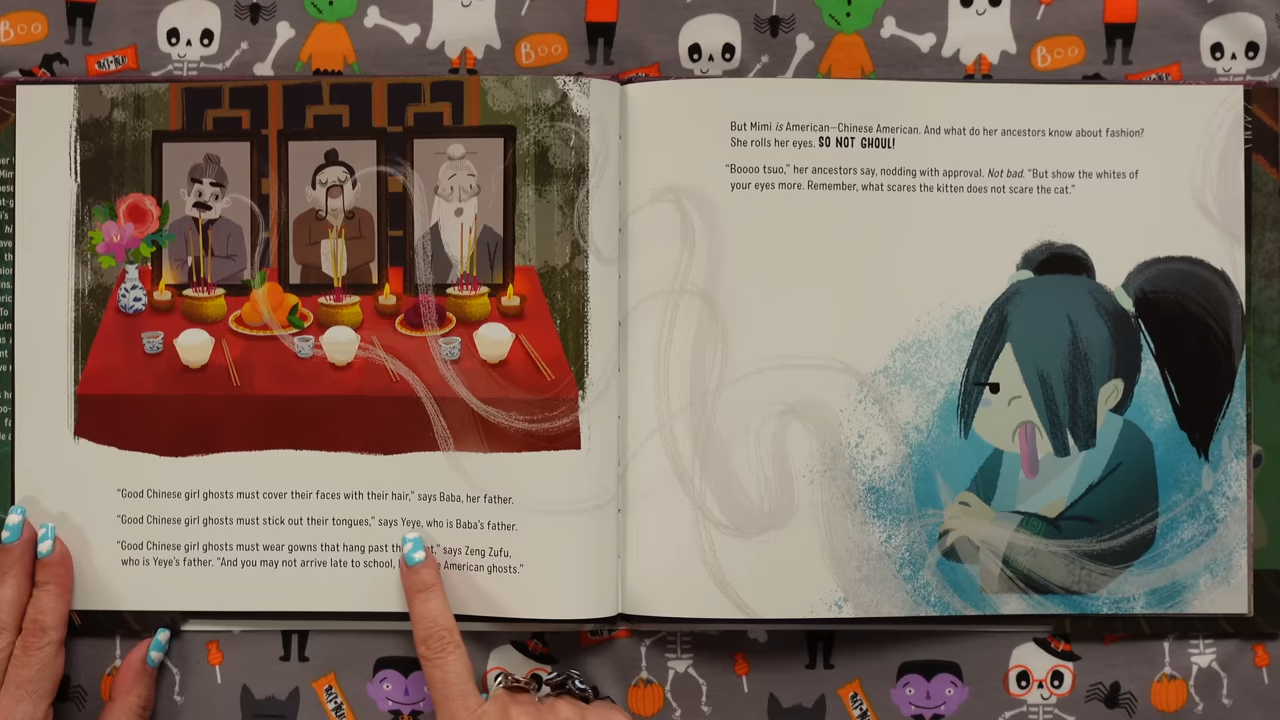 Boo
Boo
Boo
"Good Chinese girl ghosts must cover their faces with their hair," says Baba, her father.
"Good Chinese girl ghosts must stick out their tongues," says Yeye, who is Baba's father.
"Good Chinese girl ghosts must wear gowns that hang past th t," says Zeng Zufu,
who is Yeye's father. "And you may not arrive late to school, American ghosts."
But Mimi is American—Chinese American. And what do her ancestors know about fashion?
She rolls her eyes. SO NOT GHOUL!
"Boooo tsuo," her ancestors say, nodding with approval. Not bad. "But show the whites of
your eyes more. Remember, what scares the kitten does not scare the cat."